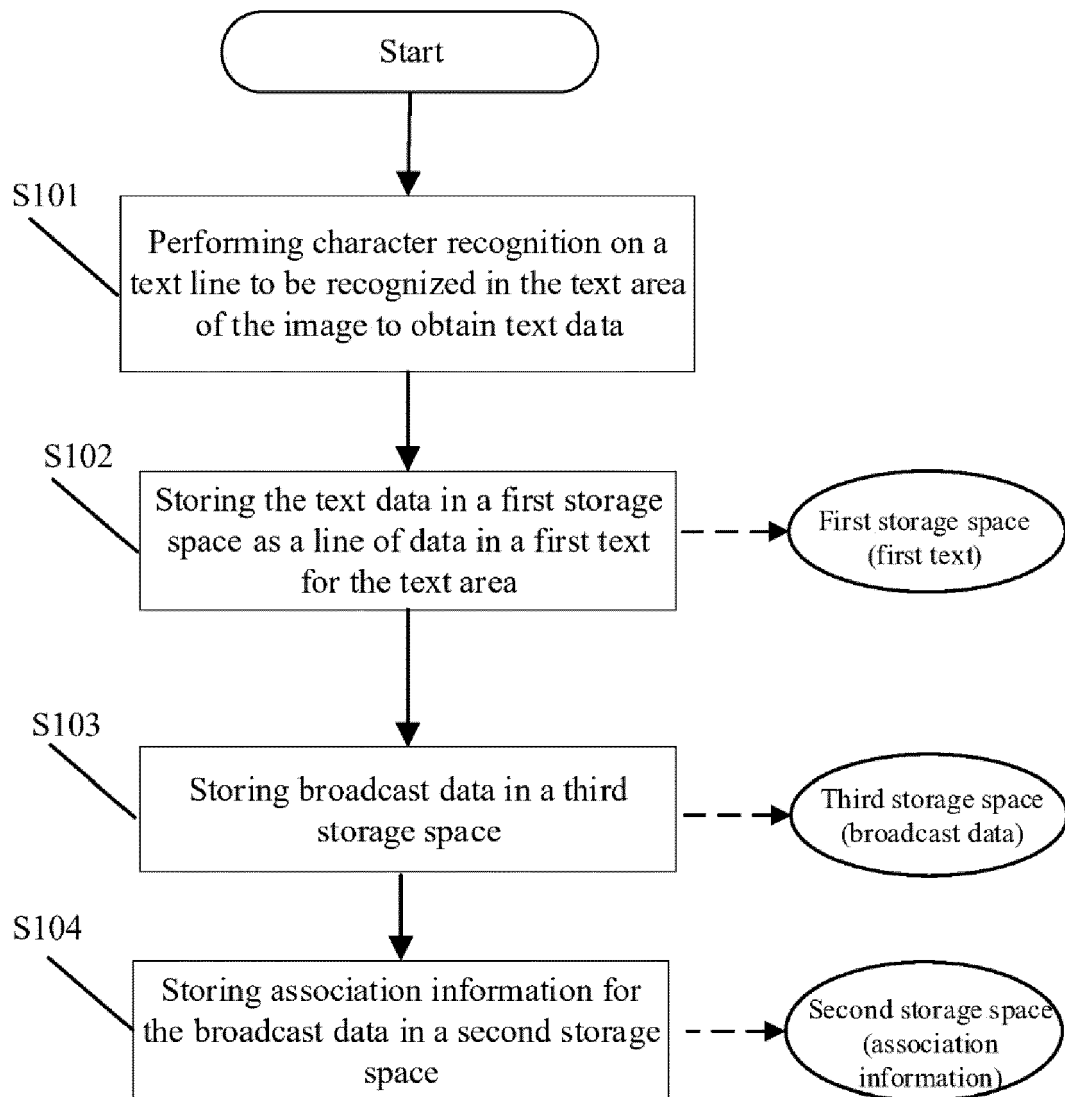 Start
S101
Performing character recognition on a
text line to be recognized in the text area
of the image to obtain text data
S102
Storing the text data in a first storage
space as a line of data in a first text
for the text area
First storage space
(first text)
S103
Storing broadcast data in a third
storage space
Third storage space
(broadcast data)
S104
Storing association information for
the broadcast data in a second storage
space
Second storage space
(association
information)